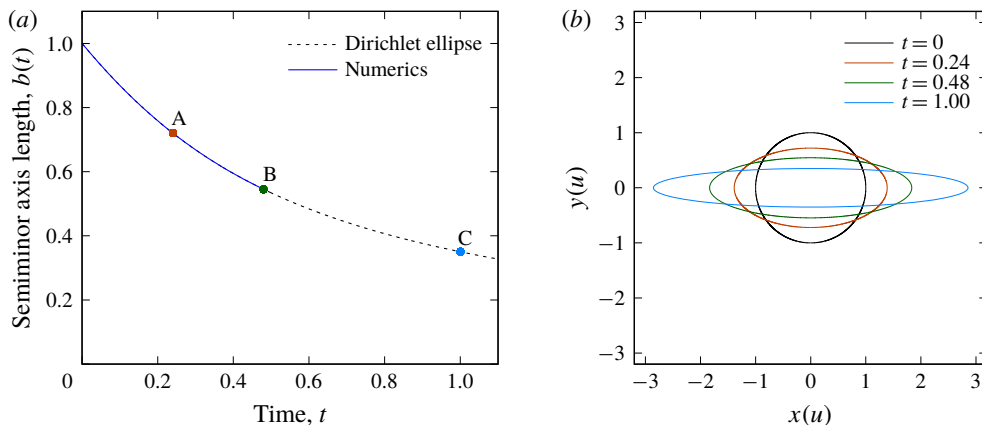 (a)
Semiminor axis length, b(t)
1.0
0.8
0.6
0.4
0.2
0
0.2
0.4
0.6
0.8
1.0
Time, t
Dirichlet ellipse
Numerics
A
B
C
(b)
y(u)
3
2
1
0
−1
−2
−3
−3
−2
−1
0
1
2
3
x(u)
t = 0
t = 0.24
t = 0.48
t = 1.00